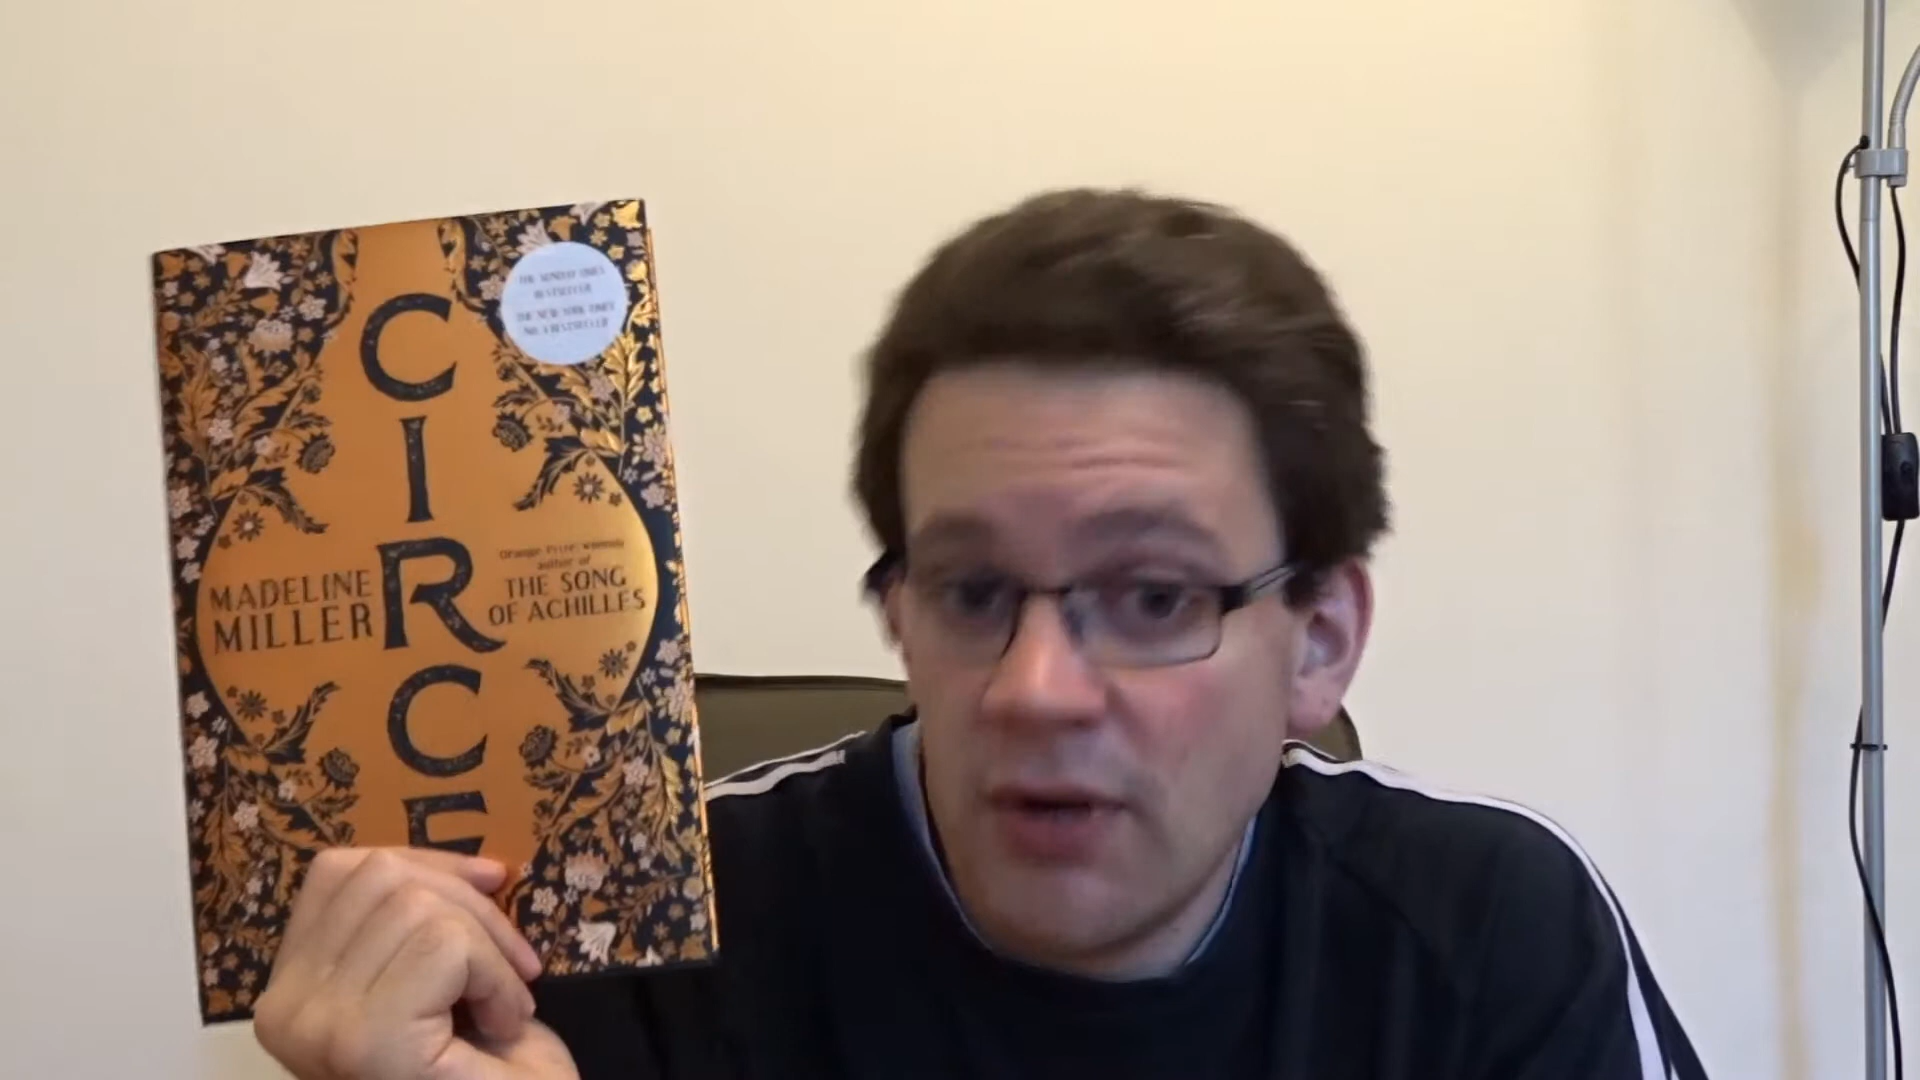 THE SUNDAY TIMES
BESTSELLER
THE NEW YORK TIMES
NO. 1 BESTSELLER
CIRCE
MADELINE
MILLER
Orange Prize-winning
author of
THE SONG
OF ACHILLES